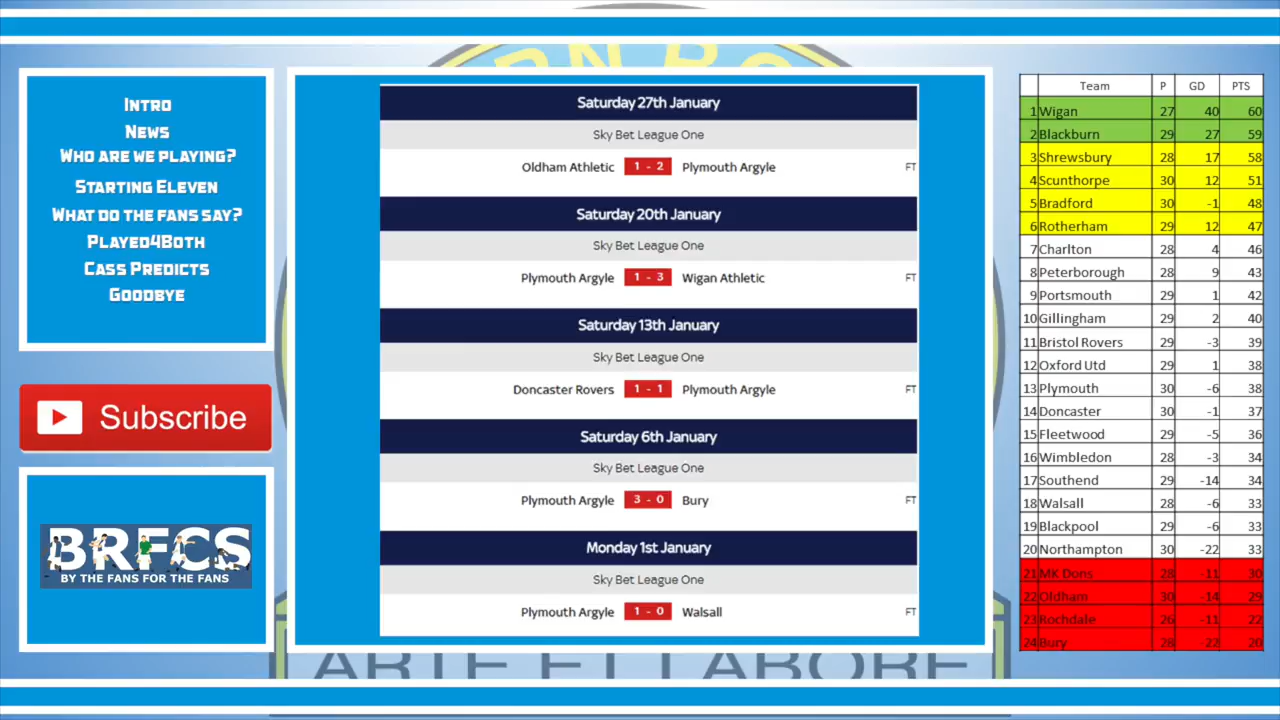 INTRO
NEWS
WHO ARE WE PLAYING?
STARTING ELEVEN
WHAT DO THE FANS SAY?
PLAYED4BOTH
CASS PREDICTS
GOODBYE
Subscribe
BRFCS
BY THE FANS FOR THE FANS
Saturday 27th January
Sky Bet League One
Oldham Athletic 1 - 2 Plymouth Argyle FT
Saturday 20th January
Sky Bet League One
Plymouth Argyle 1 - 3 Wigan Athletic FT
Saturday 13th January
Sky Bet League One
Doncaster Rovers 1 - 1 Plymouth Argyle FT
Saturday 6th January
Sky Bet League One
Plymouth Argyle 3 - 0 Bury FT
Monday 1st January
Sky Bet League One
Plymouth Argyle 1 - 0 Walsall FT
Team P GD PTS
1 Wigan 27 40 60
2 Blackburn 29 27 59
3 Shrewsbury 28 17 58
4 Scunthorpe 30 12 51
5 Bradford 30 -1 48
6 Rotherham 29 12 47
7 Charlton 28 4 46
8 Peterborough 28 9 43
9 Portsmouth 29 1 42
10 Gillingham 29 2 40
11 Bristol Rovers 29 -3 39
12 Oxford Utd 29 1 38
13 Plymouth 30 -6 38
14 Doncaster 30 -1 37
15 Fleetwood 29 -5 36
16 Wimbledon 28 -3 34
17 Southend 29 -14 34
18 Walsall 28 -6 33
19 Blackpool 29 -6 33
20 Northampton 30 -22 33
21 MK Dons 28 -11 30
22 Oldham 30 -14 29
23 Rochdale 26 -11 22
24 Bury 28 22 20
ARTE ET LABORE